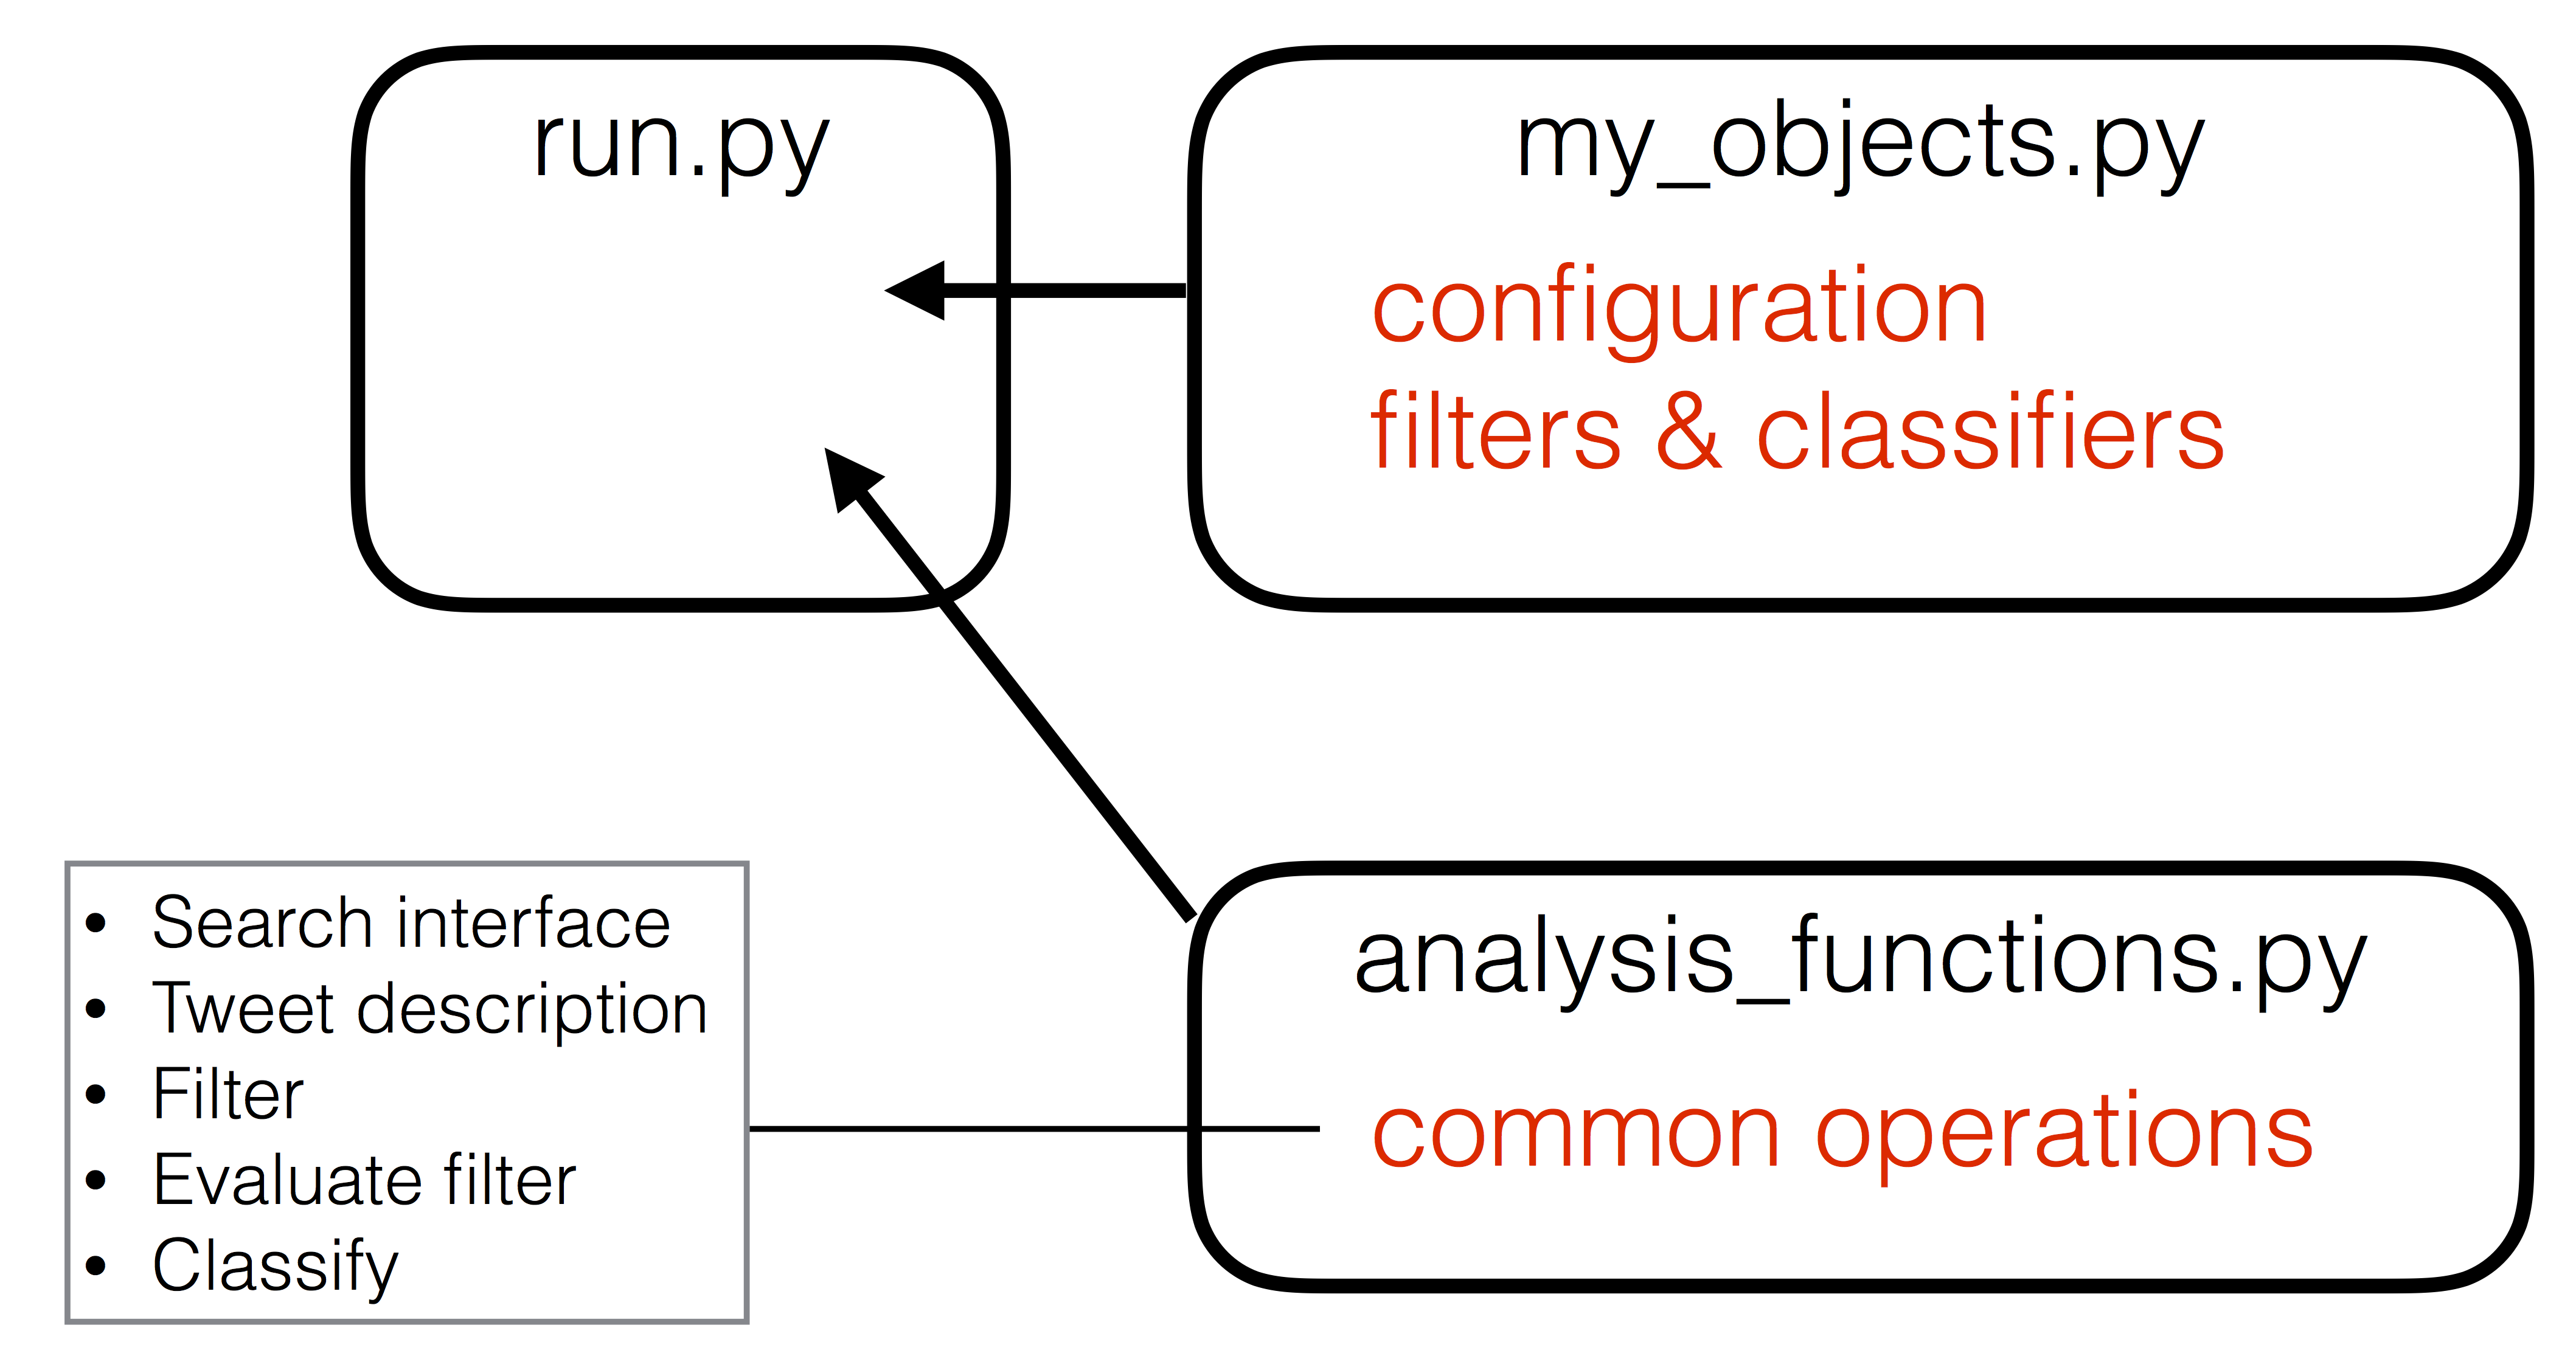 run.py
my_objects.py
configuration
filters & classifiers
• Search interface
• Tweet description
• Filter
• Evaluate filter
• Classify
analysis_functions.py
common operations